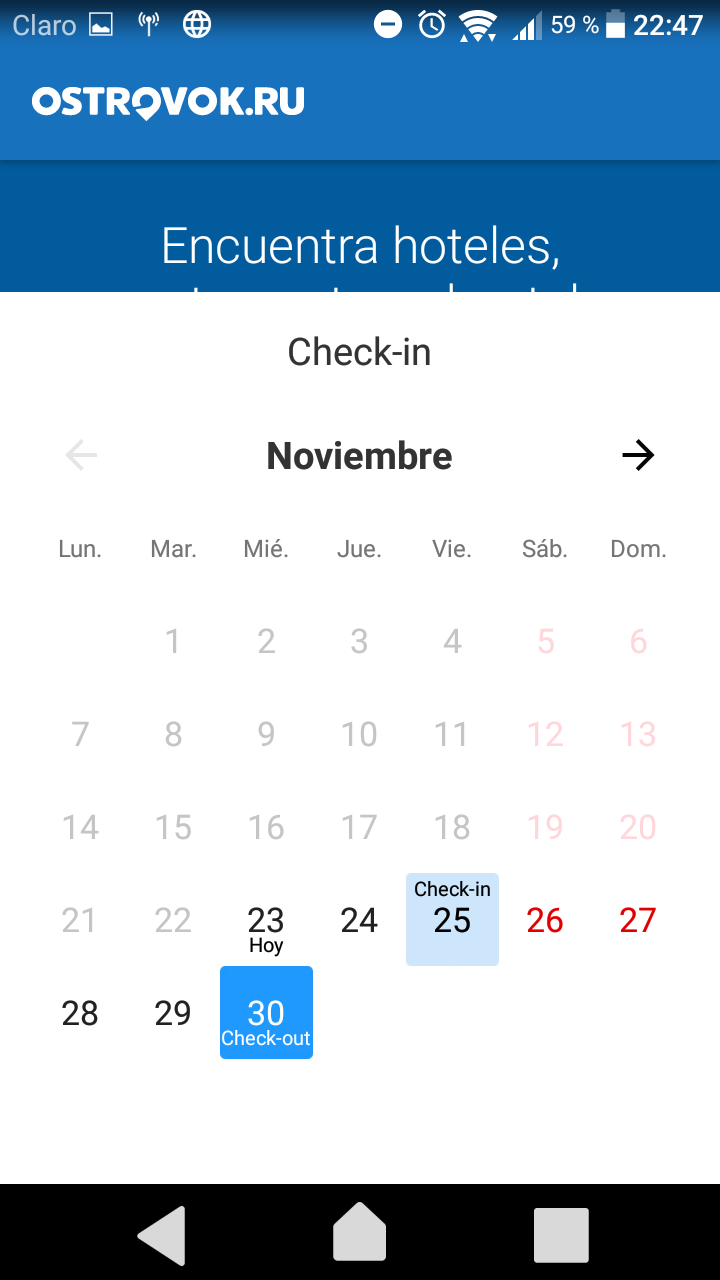 Claro 59 % 22:47
OSTROVOK.RU
Encuentra hoteles,
Check-in
Noviembre
Lun. Mar. Mié. Jue. Vie. Sáb. Dom.
1 2 3 4 5 6
7 8 9 10 11 12 13
14 15 16 17 18 19 20
Check-in
21 22 23 24 25 26 27
Hoy
28 29 30
Check-out